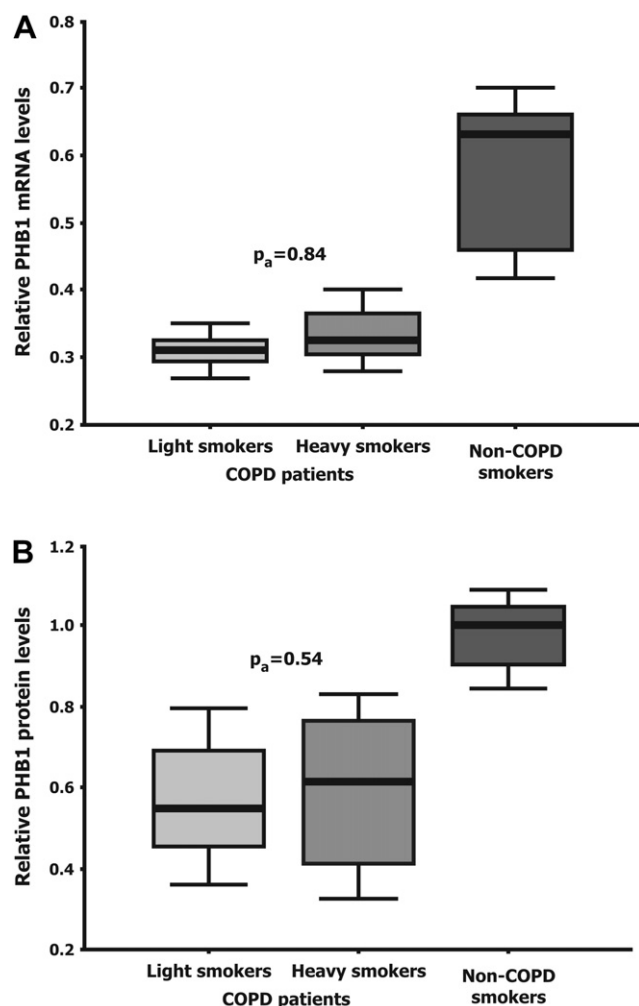 A
Relative PHB1 mRNA levels
0.8
0.7
0.6
0.5
0.4
0.3
0.2
pa=0.84
Light smokers
Heavy smokers
COPD patients
Non-COPD
smokers
B
Relative PHB1 protein levels
1.2
1.0
0.8
0.6
0.4
0.2
pa=0.54
Light smokers
Heavy smokers
COPD patients
Non-COPD
smokers